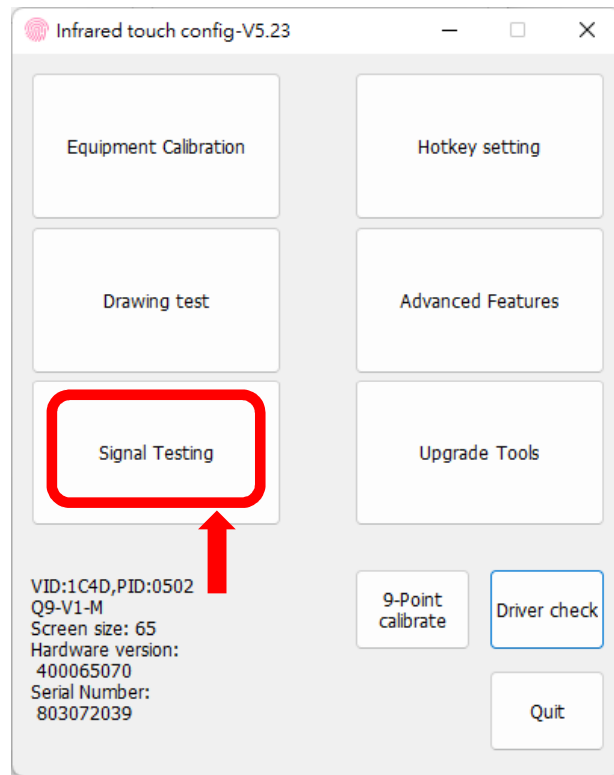 Infrared touch config-V5.23
Equipment Calibration
Hotkey setting
Drawing test
Advanced Features
Signal Testing
Upgrade Tools
VID:1C4D,PID:0502
Q9-V1-M
Screen size: 65
Hardware version:
400065070
Serial Number:
803072039
9-Point
calibrate
Driver check
Quit